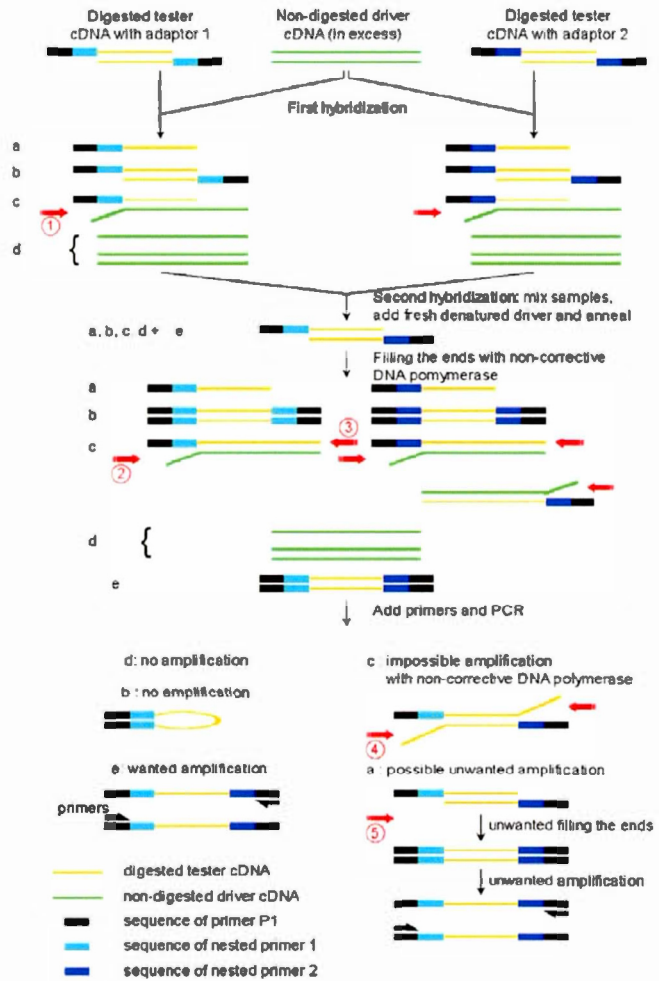 Digested tester
cDNA with adaptor 1
Non-digested driver
cDNA (in excess)
Digested tester
cDNA with adaptor 2
First hybridization
a
b
c
1
d {
Second hybridization: mix samples,
add fresh denatured driver and anneal
a, b, c d + e
Filling the ends with non-corrective
DNA pomymerase
a
b
3
c
2
d {
e
Add primers and PCR
d: no amplification
b : no amplification
e : wanted amplification
primers
c : impossible amplification
with non-corrective DNA polymerase
4
a : possible unwanted amplification
5
unwanted filling the ends
unwanted amplification
digested tester cDNA
non-digested driver cDNA
sequence of primer P1
sequence of nested primer 1
sequence of nested primer 2